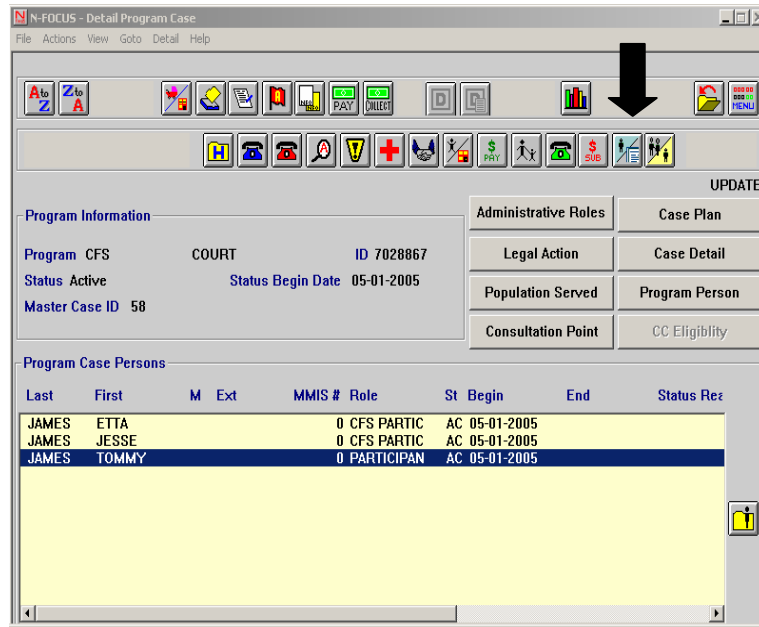 N-FOCUS - Detail Program Case
File Actions View Goto Detail Help
A to Z Z to A PAY COLLECT D D MENU
H A $ PAY $ SUB
UPDATE
Program Information
Administrative Roles Case Plan
Program CFS COURT ID 7028867
Legal Action Case Detail
Status Active Status Begin Date 05-01-2005
Population Served Program Person
Master Case ID 58
Consultation Point CC Eligiblity
Program Case Persons
Last First M Ext MMIS # Role St Begin End Status Rea
JAMES ETTA 0 CFS PARTIC AC 05-01-2005
JAMES JESSE 0 CFS PARTIC AC 05-01-2005
JAMES TOMMY 0 PARTICIPAN AC 05-01-2005